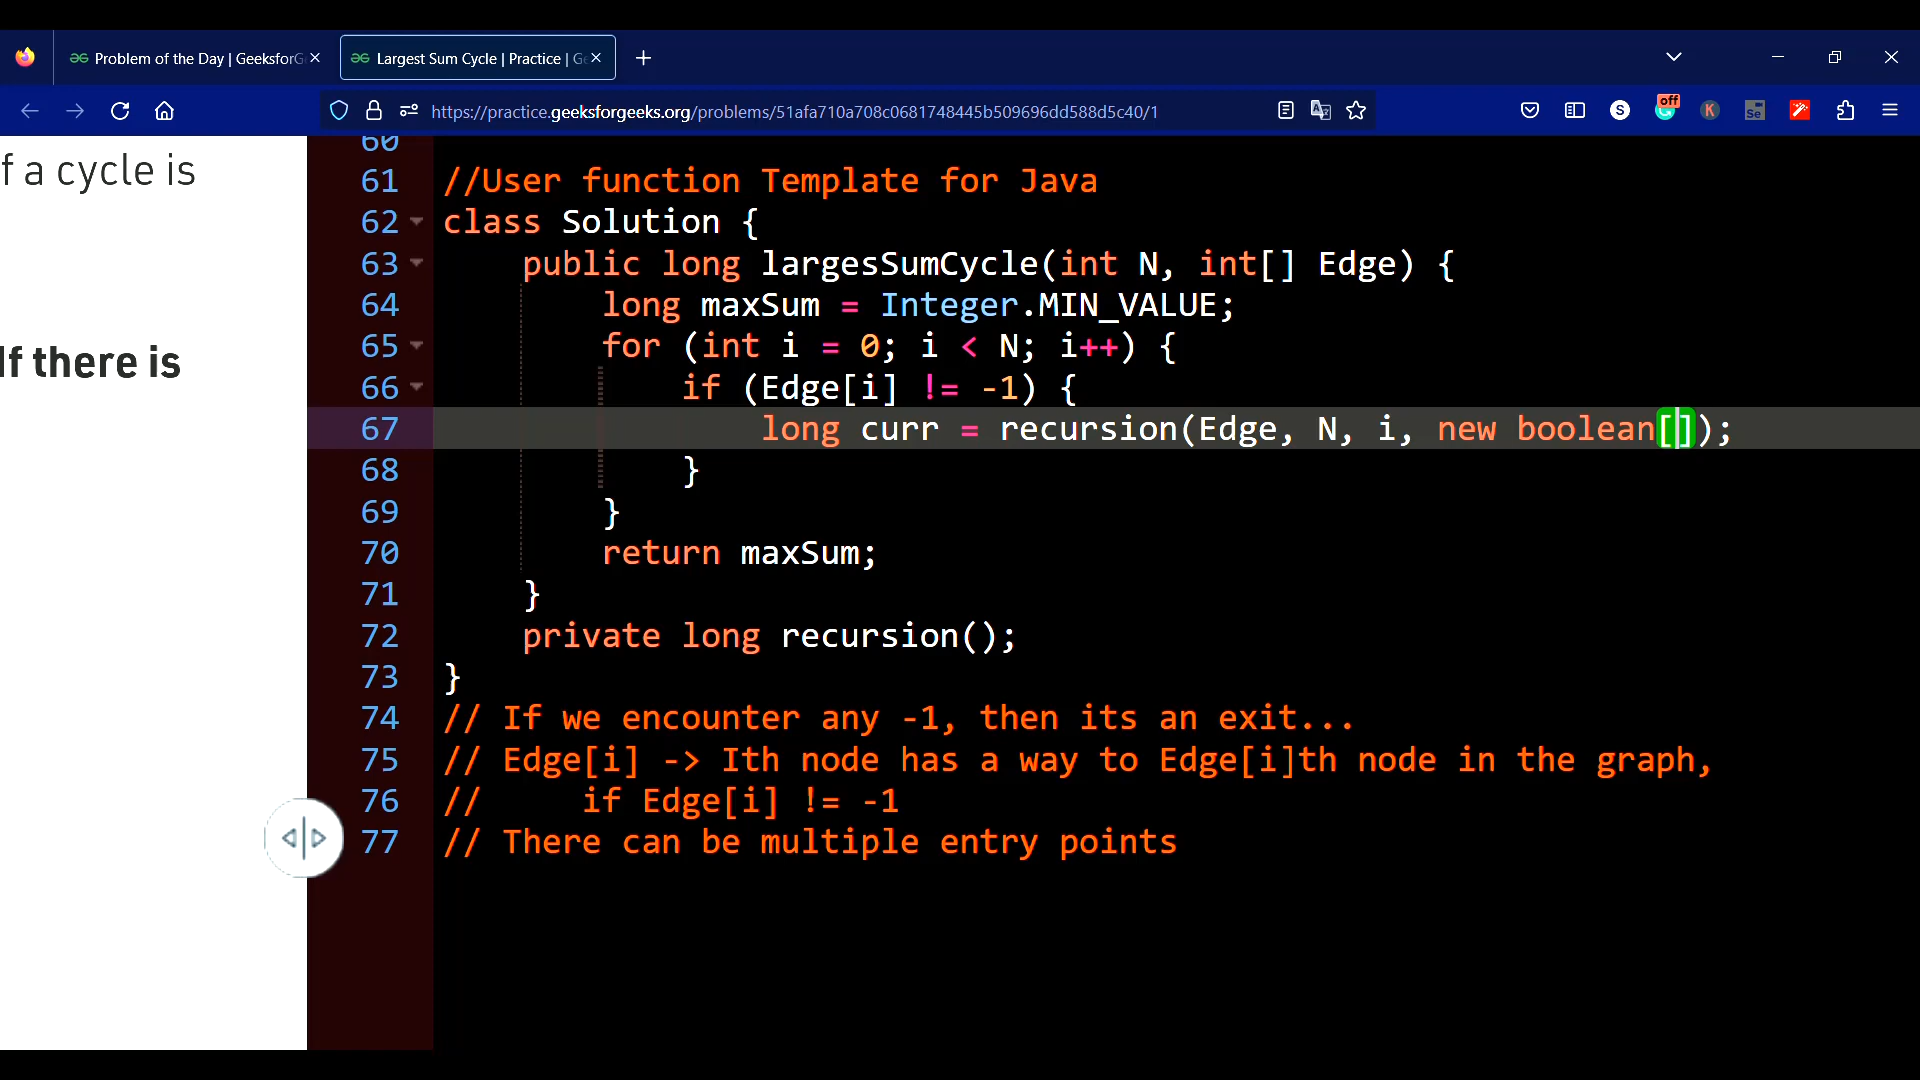 Problem of the Day | GeeksforG
Largest Sum Cycle | Practice | Ge
https://practice.geeksforgeeks.org/problems/51afa710a708c0681748445b509696dd588d5c40/1
S
off
K
Se
f a cycle is
If there is
60
61 //User function Template for Java
62 class Solution {
63 public long largesSumCycle(int N, int[] Edge) {
64 long maxSum = Integer.MIN_VALUE;
65 for (int i = 0; i < N; i++) {
66 if (Edge[i] != -1) {
67 long curr = recursion(Edge, N, i, new boolean[]);
68 }
69 }
70 return maxSum;
71 }
72 private long recursion();
73 }
74 // If we encounter any -1, then its an exit...
75 // Edge[i] -> Ith node has a way to Edge[i]th node in the graph,
76 // if Edge[i] != -1
77 // There can be multiple entry points